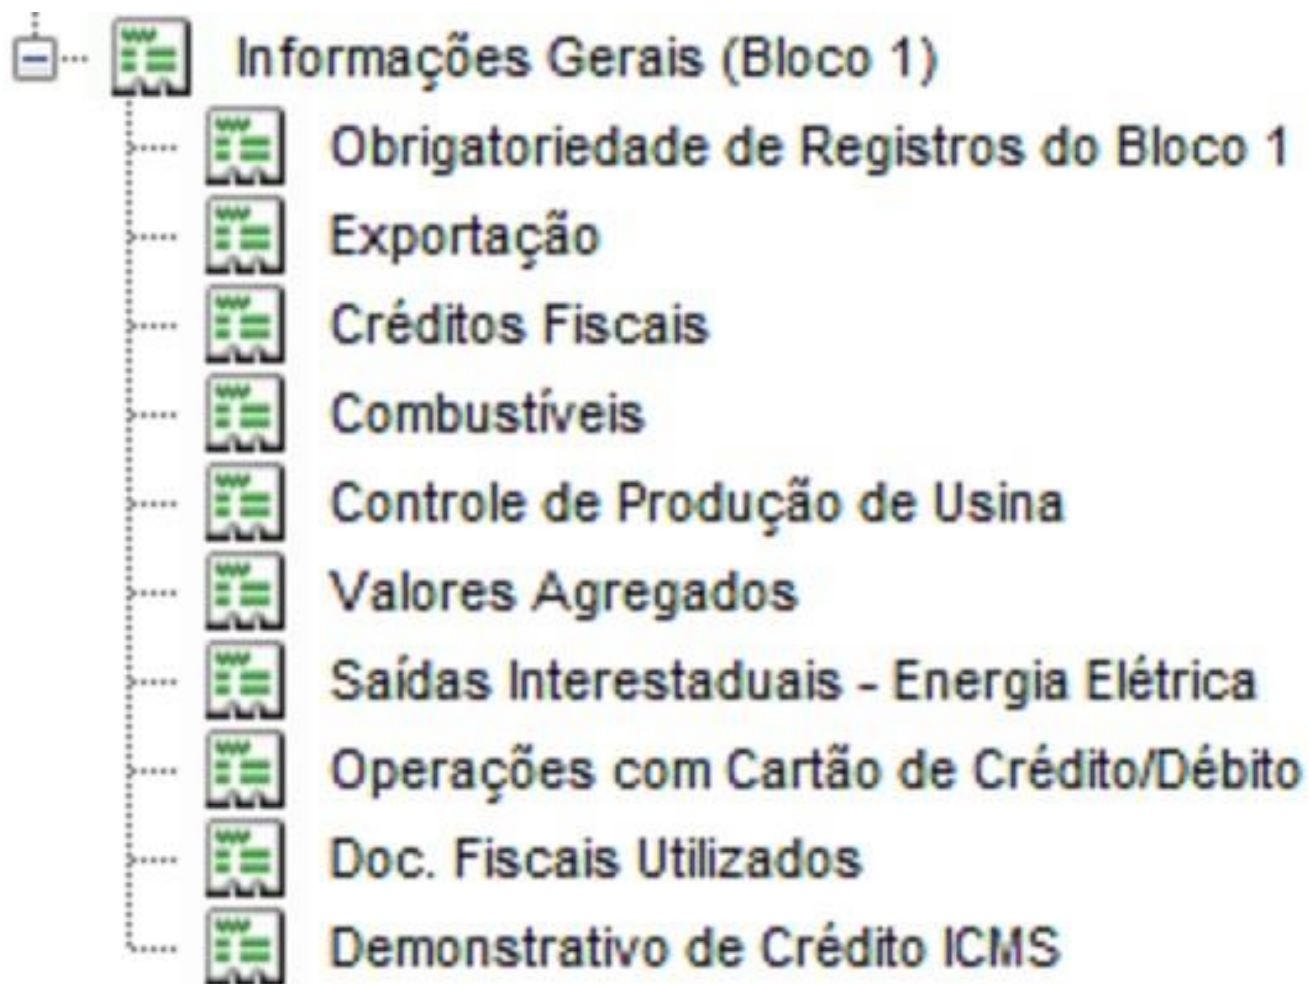 Informações Gerais (Bloco 1)
Obrigatoriedade de Registros do Bloco 1
Exportação
Créditos Fiscais
Combustíveis
Controle de Produção de Usina
Valores Agregados
Saídas Interestaduais - Energia Elétrica
Operações com Cartão de Crédito/Débito
Doc. Fiscais Utilizados
Demonstrativo de Crédito ICMS